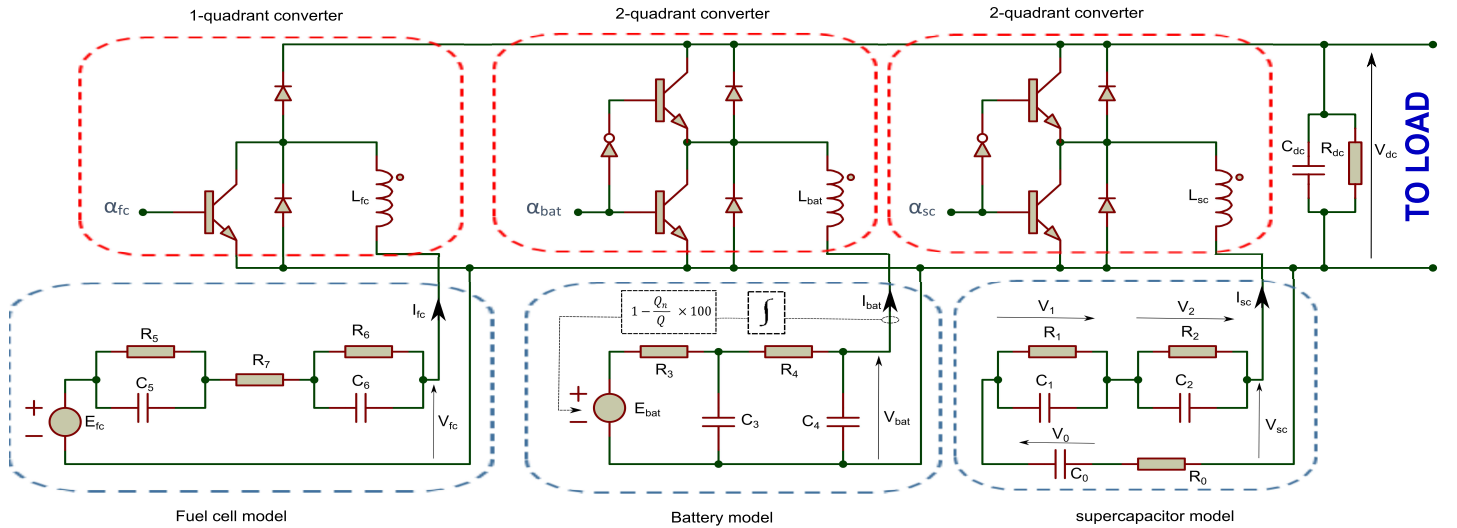 1-quadrant converter
2-quadrant converter
2-quadrant converter
αfc
Lfc
αbat
Lbat
αsc
Lsc
Cdc
Rdc
Vdc
TO LOAD
Ifc
R5
C5
R7
R6
C6
Efc
+
−
Vfc
Fuel cell model
1 − Qn/Q × 100
∫
Ibat
R3
R4
+
−
Ebat
C3
C4
Vbat
Battery model
V1
V2
Isc
R1
R2
C1
C2
V0
C0
R0
Vsc
supercapacitor model